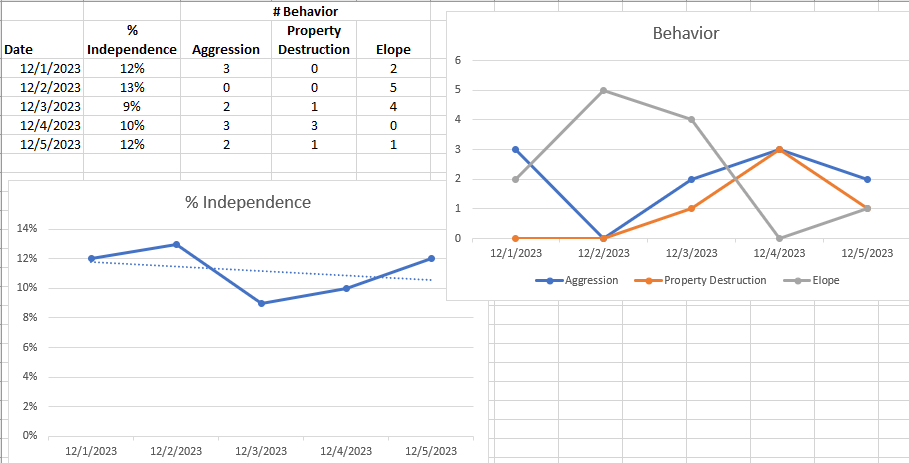 # Behavior
% Independence Aggression Property Destruction Elope
Date
12/1/2023 12% 3 0 2
12/2/2023 13% 0 0 5
12/3/2023 9% 2 1 4
12/4/2023 10% 3 3 0
12/5/2023 12% 2 1 1
Behavior
6
5
4
3
2
1
0
12/1/2023 12/2/2023 12/3/2023 12/4/2023 12/5/2023
Aggression Property Destruction Elope
% Independence
14%
12%
10%
8%
6%
4%
2%
0%
12/1/2023 12/2/2023 12/3/2023 12/4/2023 12/5/2023